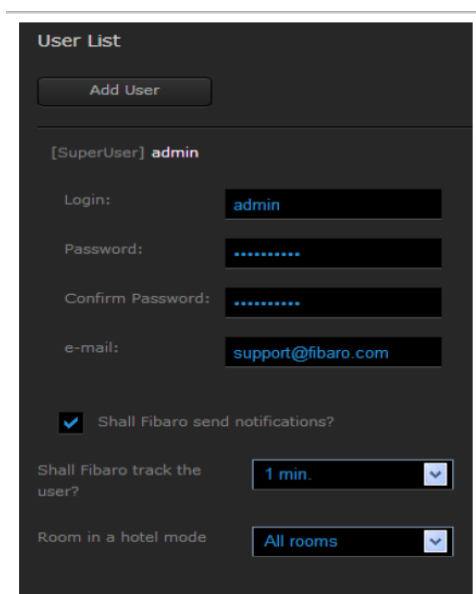 User List
Add User
[SuperUser] admin
Login: admin
Password: ••••••••••
Confirm Password: ••••••••••
e-mail: support@fibaro.com
Shall Fibaro send notifications?
Shall Fibaro track the
user?
1 min.
Room in a hotel mode All rooms